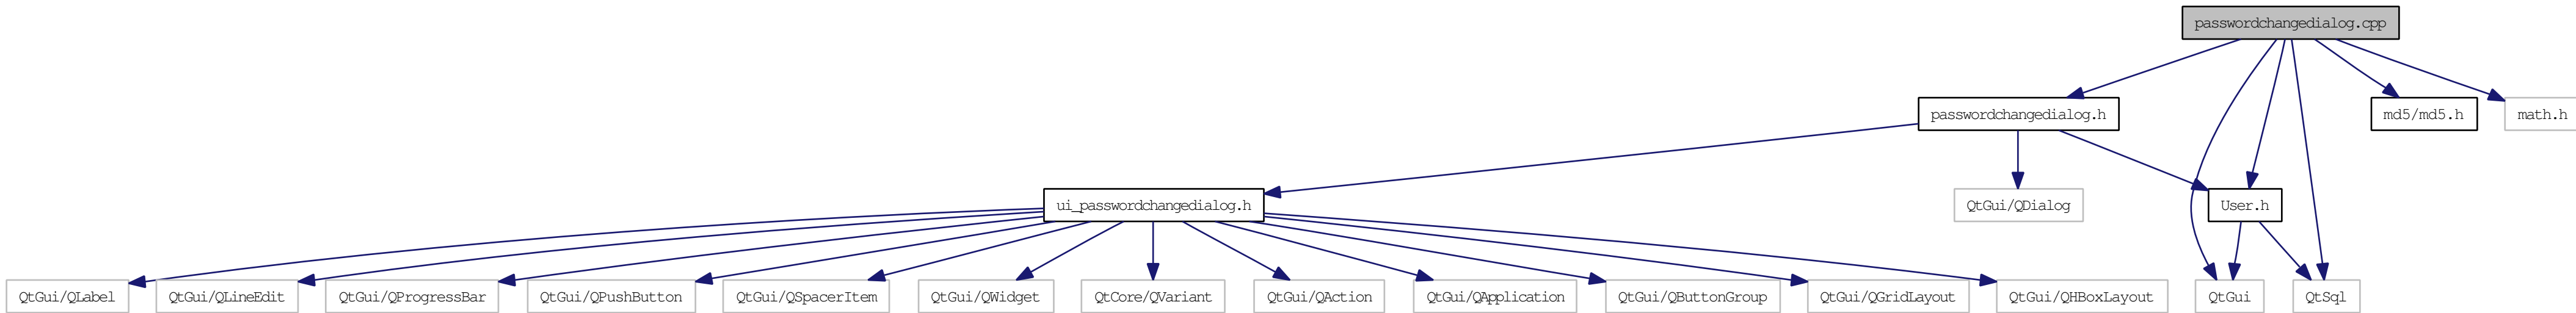 passwordchangedialog.cpp
passwordchangedialog.h
md5/md5.h
math.h
ui_passwordchangedialog.h
QtGui/QDialog
User.h
QtGui/QLabel
QtGui/QLineEdit
QtGui/QProgressBar
QtGui/QPushButton
QtGui/QSpacerItem
QtGui/QWidget
QtCore/QVariant
QtGui/QAction
QtGui/QApplication
QtGui/QButtonGroup
QtGui/QGridLayout
QtGui/QHBoxLayout
QtGui
QtSql